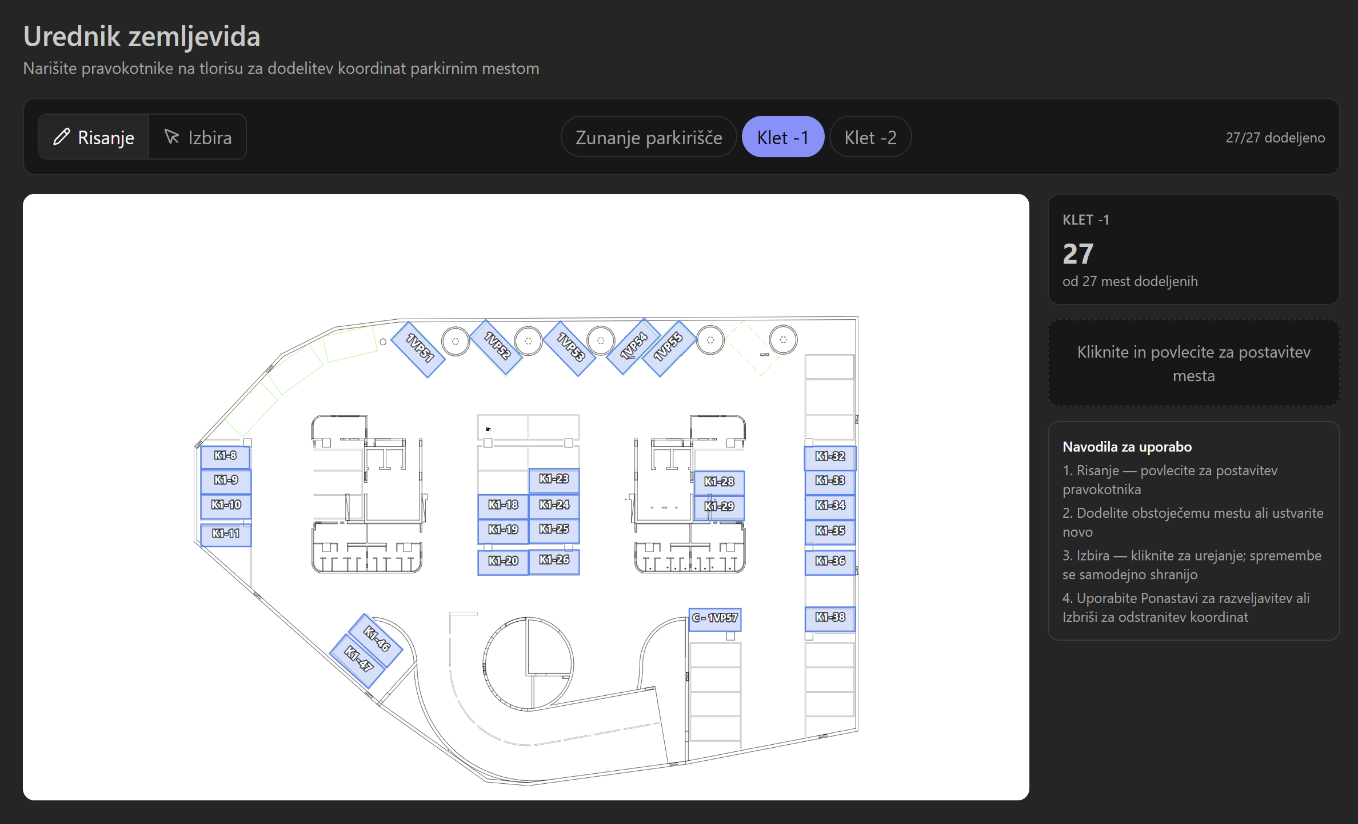 Urednik zemljevida
Narišite pravokotnike na tlorisu za dodelitev koordinat parkirnim mestom
Risanje
Izbira
Zunanje parkirišče
Klet -1
Klet -2
27/27 dodeljeno
1VP51
1VP52
1VP53
1VP54
1VP55
K1-8
K1-9
K1-10
K1-11
K1-23
K1-18
K1-24
K1-19
K1-25
K1-20
K1-26
K1-28
K1-29
K1-32
K1-33
K1-34
K1-35
K1-36
K1-38
C - 1VP57
K1-46
K1-47
KLET -1
27
od 27 mest dodeljenih
Kliknite in povlecite za postavitev
mesta
Navodila za uporabo
1. Risanje — povlecite za postavitev
pravokotnika
2. Dodelite obstoječemu mestu ali ustvarite
novo
3. Izbira — kliknite za urejanje; spremembe
se samodejno shranijo
4. Uporabite Ponastavi za razveljavitev ali
Izbriši za odstranitev koordinat